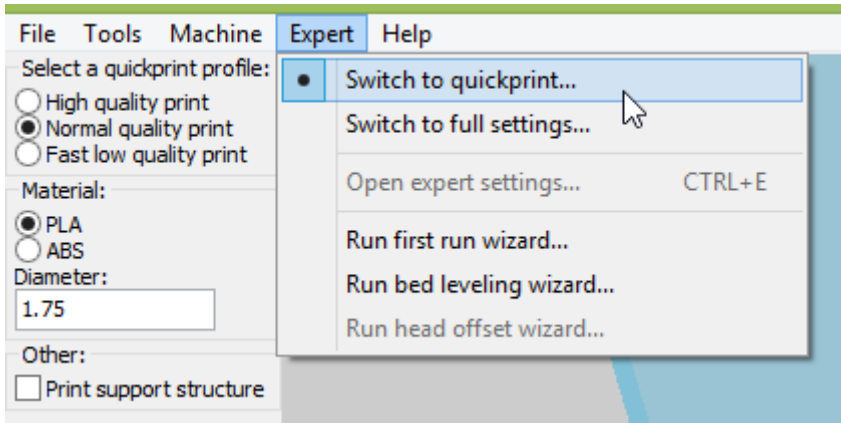 File Tools Machine Expert Help
Select a quickprint profile:
High quality print
Normal quality print
Fast low quality print
Material:
PLA
ABS
Diameter:
1.75
Other:
Print support structure
Switch to quickprint...
Switch to full settings...
Open expert settings... CTRL+E
Run first run wizard...
Run bed leveling wizard...
Run head offset wizard...